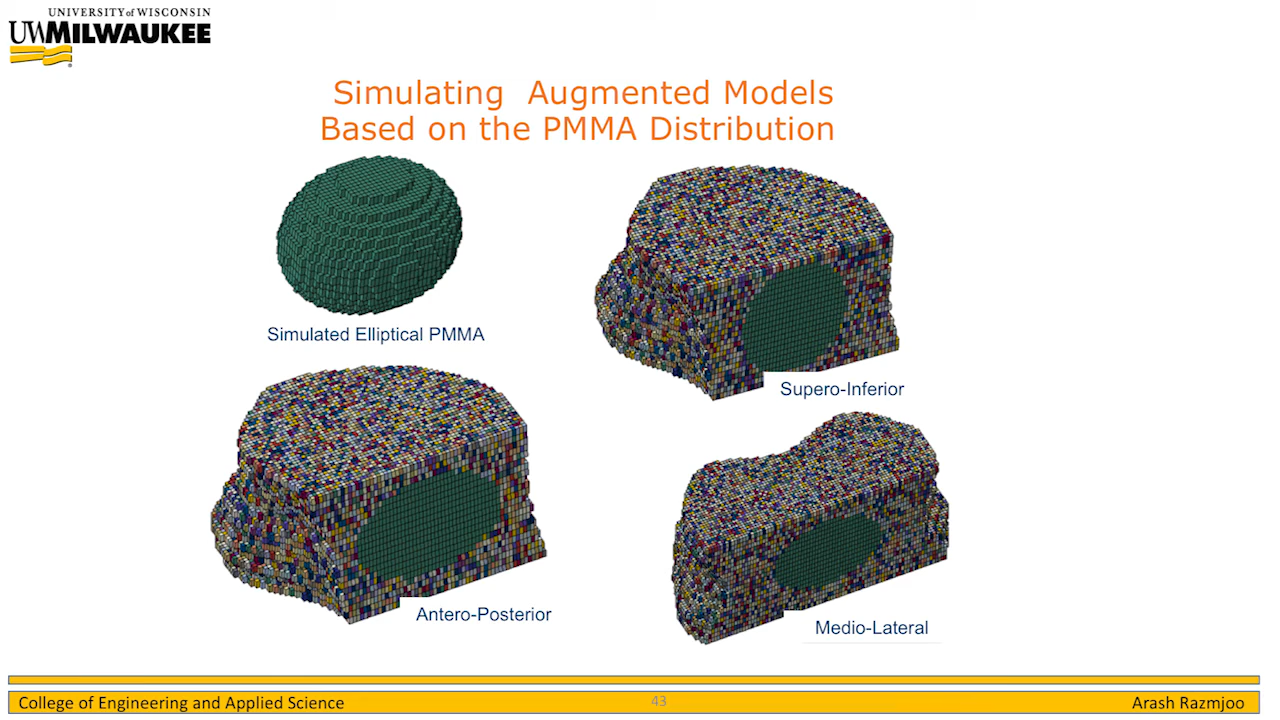 UNIVERSITY of WISCONSIN
UWMILWAUKEE
Simulating Augmented Models
Based on the PMMA Distribution
Simulated Elliptical PMMA
Supero-Inferior
Antero-Posterior
Medio-Lateral
College of Engineering and Applied Science
43
Arash Razmjoo